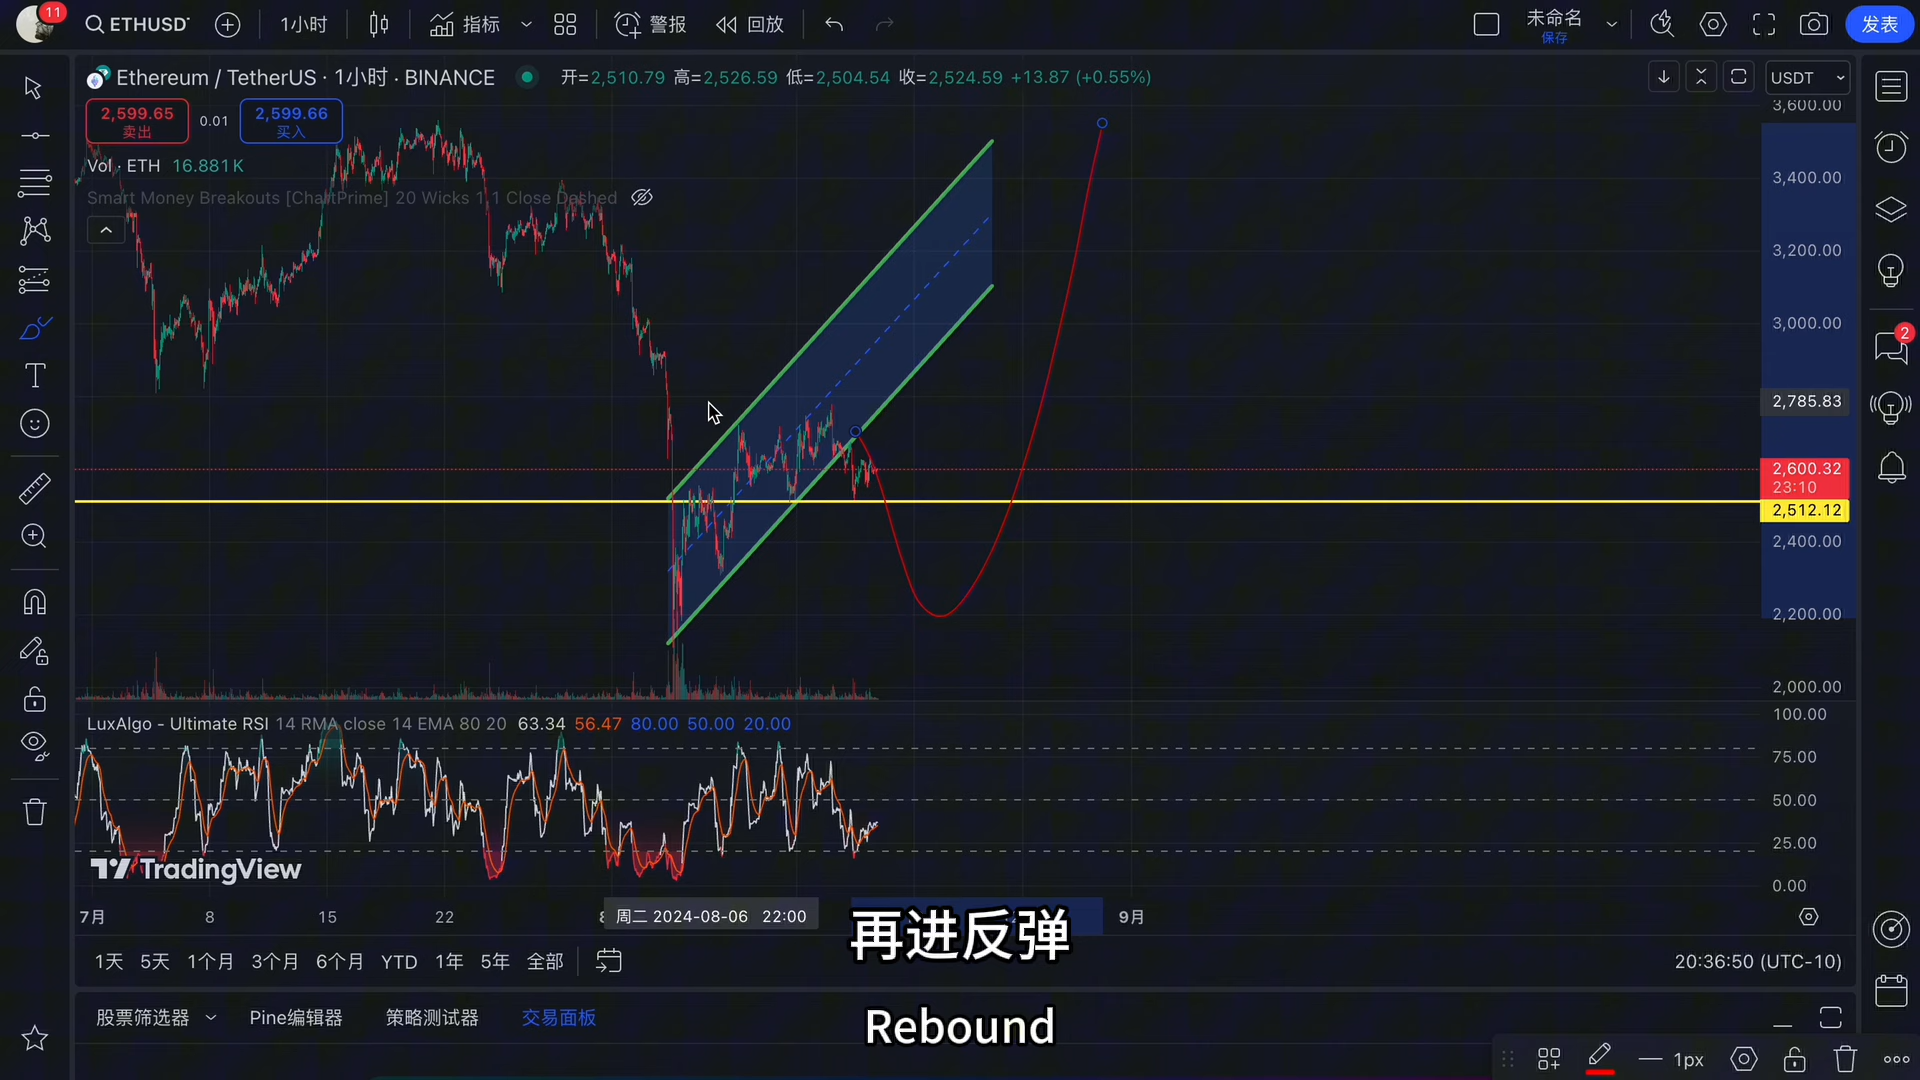 11
ETHUSD
1小时
指标
警报
回放
未命名
保存
发表
Ethereum / TetherUS · 1小时 · BINANCE
开=2,510.79 高=2,526.59 低=2,504.54 收=2,524.59 +13.87 (+0.55%)
USDT
2,599.65
卖出
0.01
2,599.66
买入
Vol · ETH 16.881K
Smart Money Breakouts [ChartPrime] 20 Wicks 1 1 Close Dashed
3,600.00
3,400.00
3,200.00
3,000.00
2,785.83
2,600.32
23:10
2,512.12
2,400.00
2,200.00
2,000.00
2
LuxAlgo - Ultimate RSI 14 RMA close 14 EMA 80 20 63.34 56.47 80.00 50.00 20.00
100.00
75.00
50.00
25.00
0.00
TradingView
7月 8 15 22
周二 2024-08-06 22:00
9月
再进反弹
1天 5天 1个月 3个月 6个月 YTD 1年 5年 全部
20:36:50 (UTC-10)
股票筛选器 Pine编辑器 策略测试器 交易面板
Rebound
1px